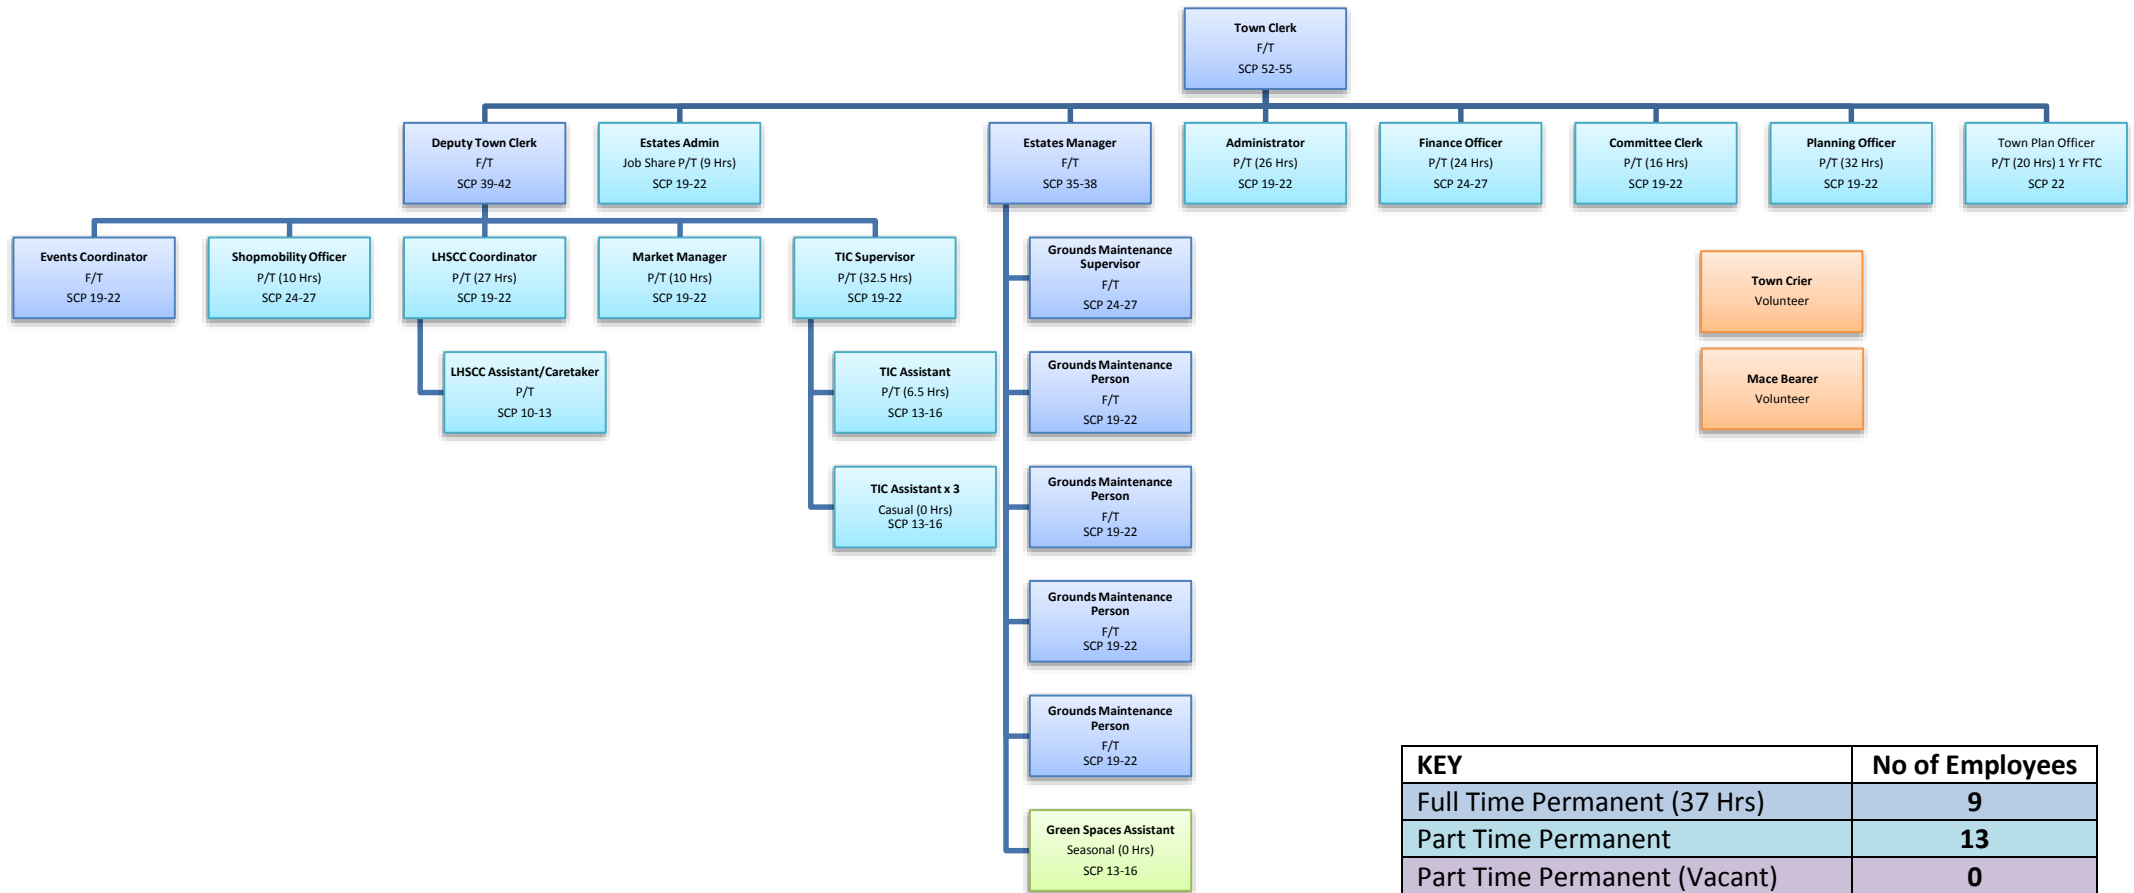 Town Clerk
F/T
SCP 52-55
Deputy Town Clerk
F/T
SCP 39-42
Estates Admin
Job Share P/T (9 Hrs)
SCP 19-22
Estates Manager
F/T
SCP 35-38
Administrator
P/T (26 Hrs)
SCP 19-22
Finance Officer
P/T (24 Hrs)
SCP 24-27
Committee Clerk
P/T (16 Hrs)
SCP 19-22
Planning Officer
P/T (32 Hrs)
SCP 19-22
Town Plan Officer
P/T (20 Hrs) 1 Yr FTC
SCP 22
Events Coordinator
F/T
SCP 19-22
Shopmobility Officer
P/T (10 Hrs)
SCP 24-27
LHSCC Coordinator
P/T (27 Hrs)
SCP 19-22
Market Manager
P/T (10 Hrs)
SCP 19-22
TIC Supervisor
P/T (32.5 Hrs)
SCP 19-22
Grounds Maintenance
Supervisor
F/T
SCP 24-27
Town Crier
Volunteer
LHSCC Assistant/Caretaker
P/T
SCP 10-13
TIC Assistant
P/T (6.5 Hrs)
SCP 13-16
Grounds Maintenance
Person
F/T
SCP 19-22
Mace Bearer
Volunteer
TIC Assistant x 3
Casual (0 Hrs)
SCP 13-16
Grounds Maintenance
Person
F/T
SCP 19-22
Grounds Maintenance
Person
F/T
SCP 19-22
Grounds Maintenance
Person
F/T
SCP 19-22
Green Spaces Assistant
Seasonal (0 Hrs)
SCP 13-16
KEY No of Employees
Full Time Permanent (37 Hrs) 9
Part Time Permanent 13
Part Time Permanent (Vacant) 0